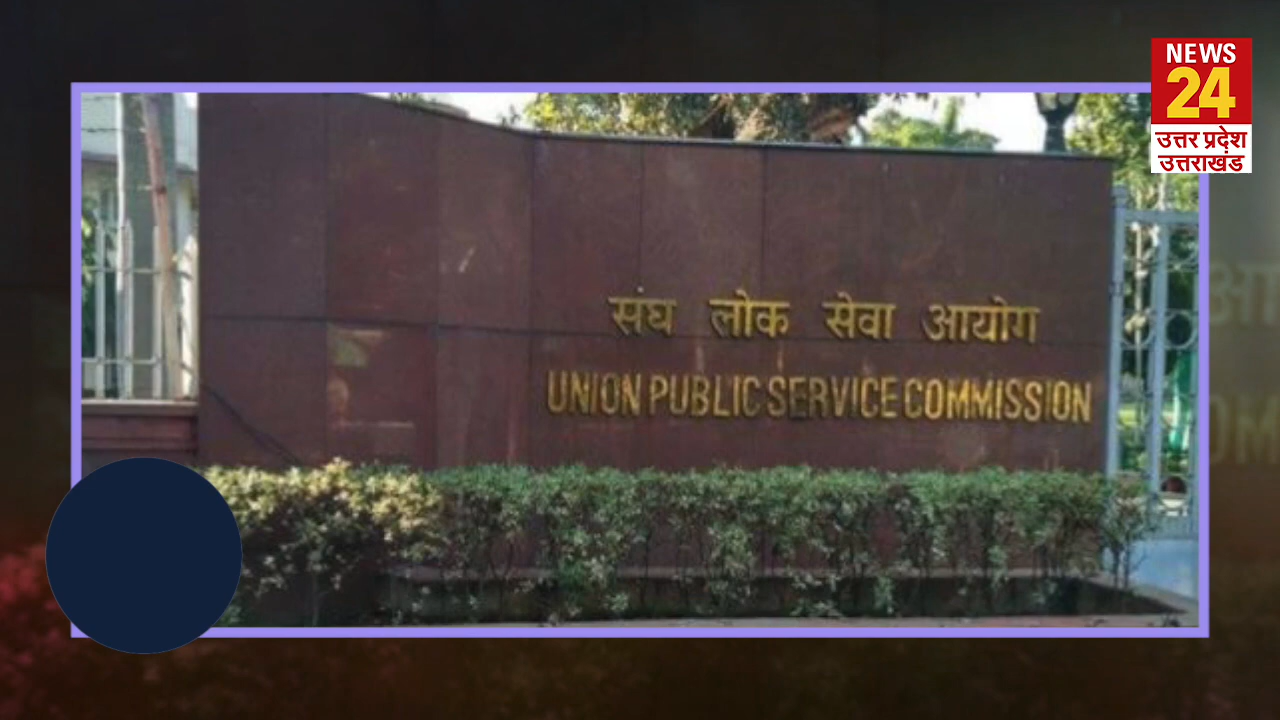 NEWS
24
उत्तर प्रदेश
उत्तराखंड
संघ लोक सेवा आयोग
UNION PUBLIC SERVICE COMMISSION